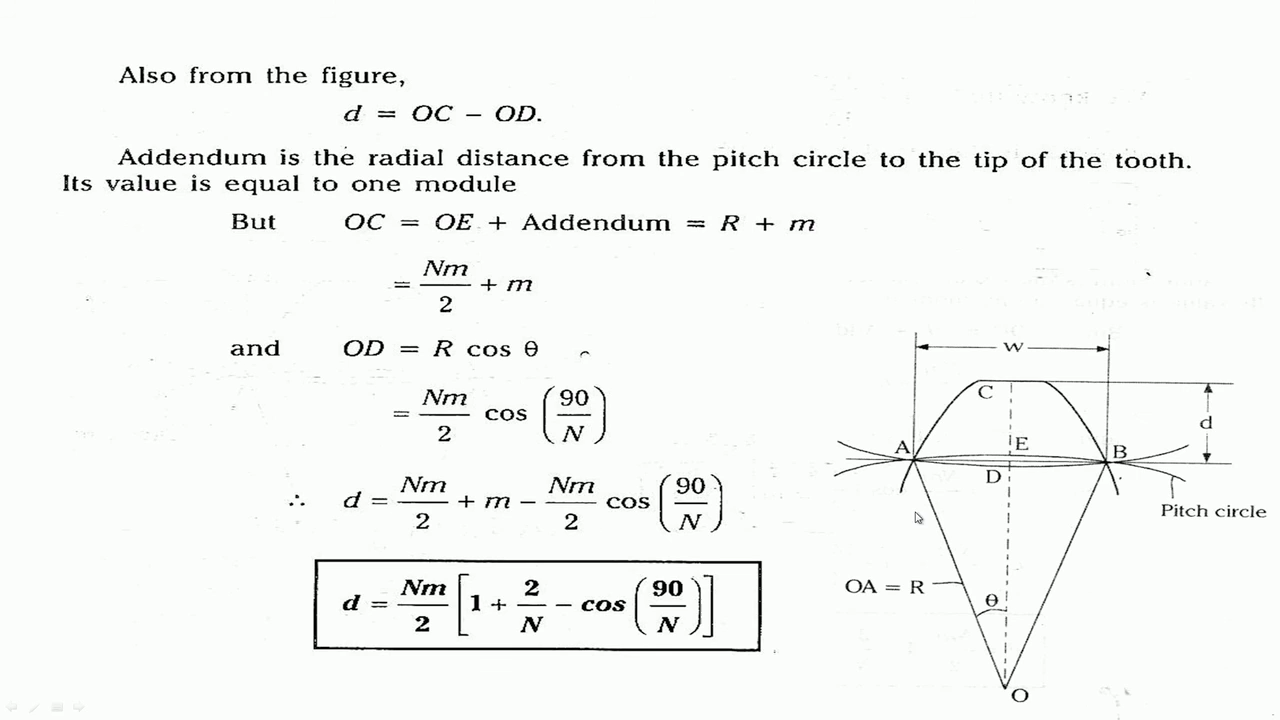 Also from the figure,
d = OC – OD.
Addendum is the radial distance from the pitch circle to the tip of the tooth.
Its value is equal to one module
But OC = OE + Addendum = R + m
= Nm/2 + m
and OD = R cos θ
= Nm/2 cos (90/N)
∴ d = Nm/2 + m – Nm/2 cos (90/N)
d = Nm/2 [1 + 2/N – cos (90/N)]
w
C
d
A
E
B
D
Pitch circle
OA = R
θ
O